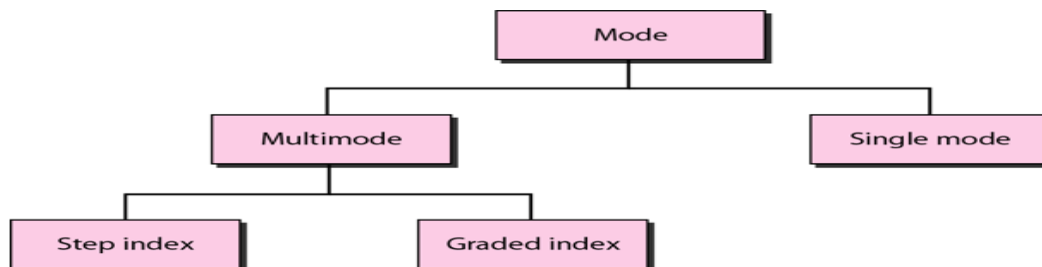 Mode
Multimode
Single mode
Step index
Graded index